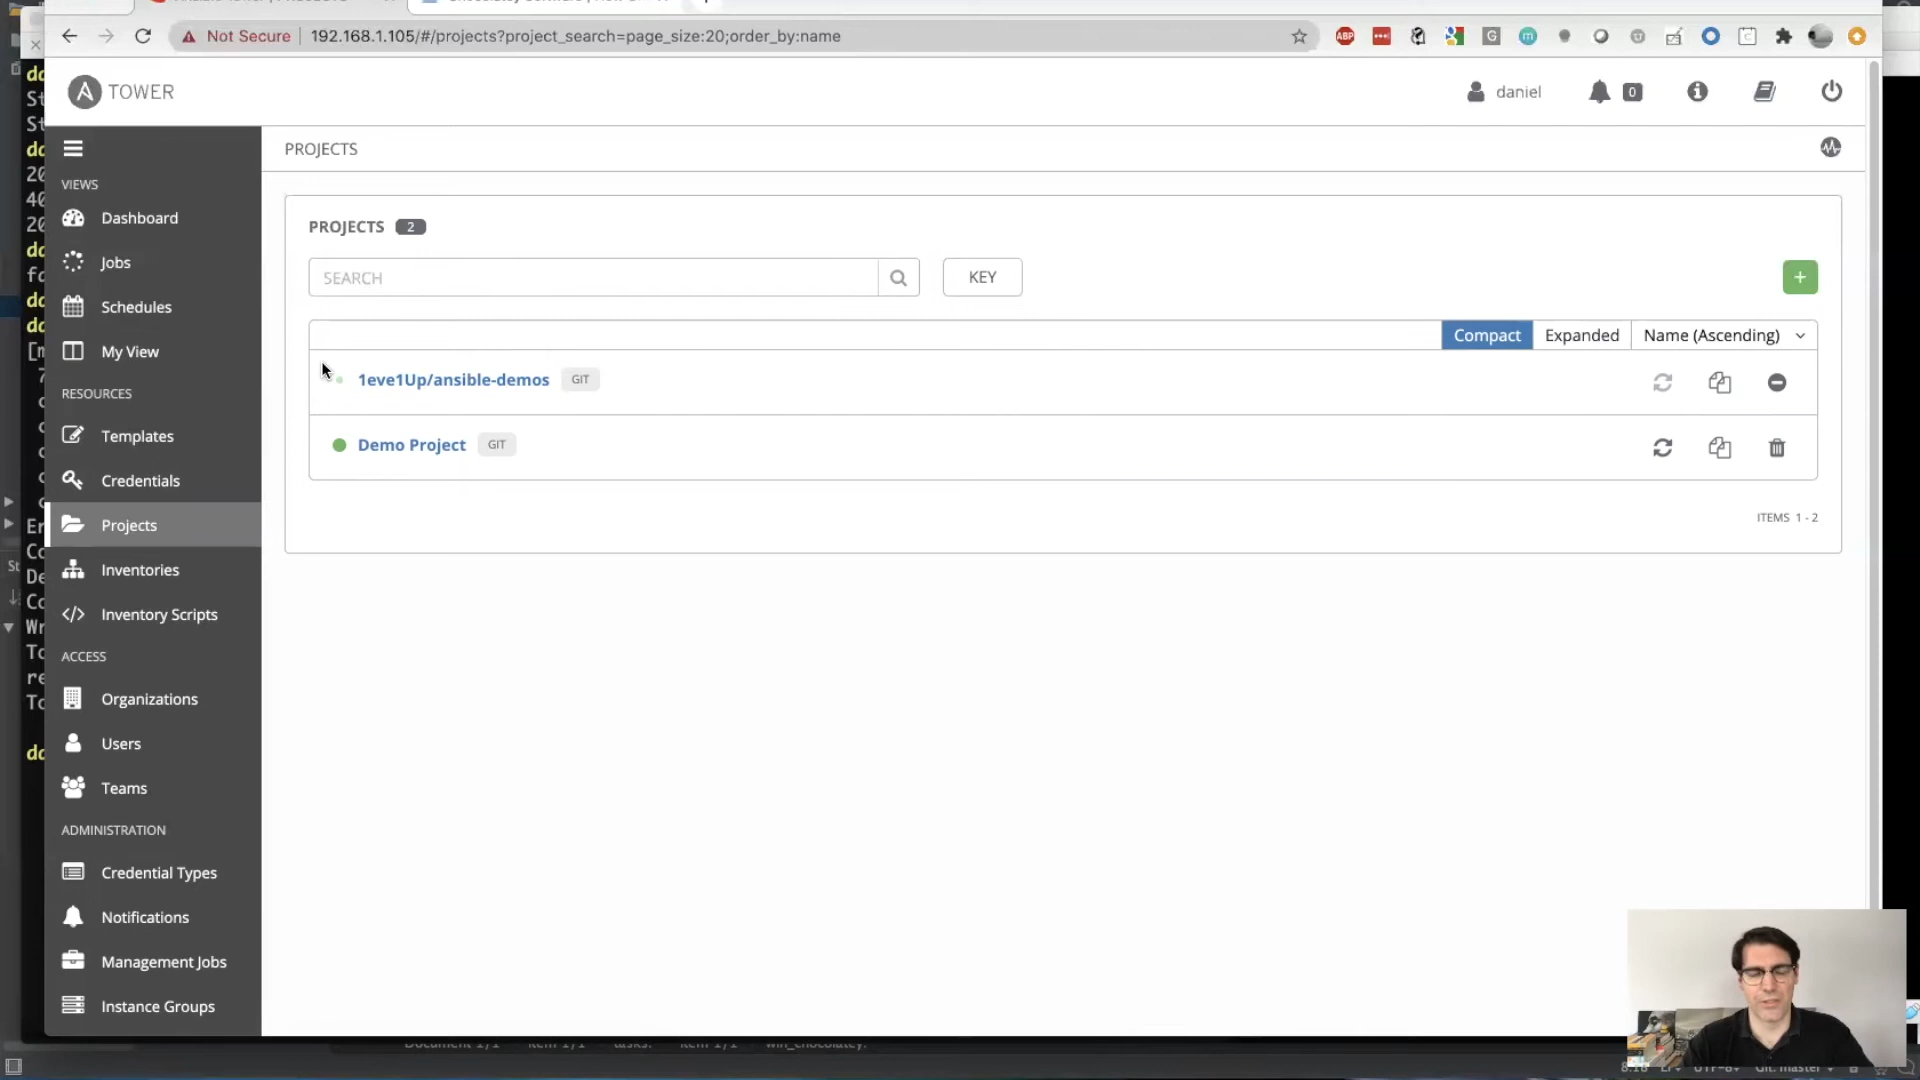 Not Secure 192.168.1.105/#/projects?project_search=page_size:20;order_by:name
TOWER
daniel
0
PROJECTS
VIEWS
Dashboard
Jobs
Schedules
My View
RESOURCES
Templates
Credentials
Projects
Inventories
Inventory Scripts
ACCESS
Organizations
Users
Teams
ADMINISTRATION
Credential Types
Notifications
Management Jobs
Instance Groups
PROJECTS 2
SEARCH
KEY
+
Compact Expanded Name (Ascending)
1eve1Up/ansible-demos GIT
Demo Project GIT
ITEMS 1 - 2